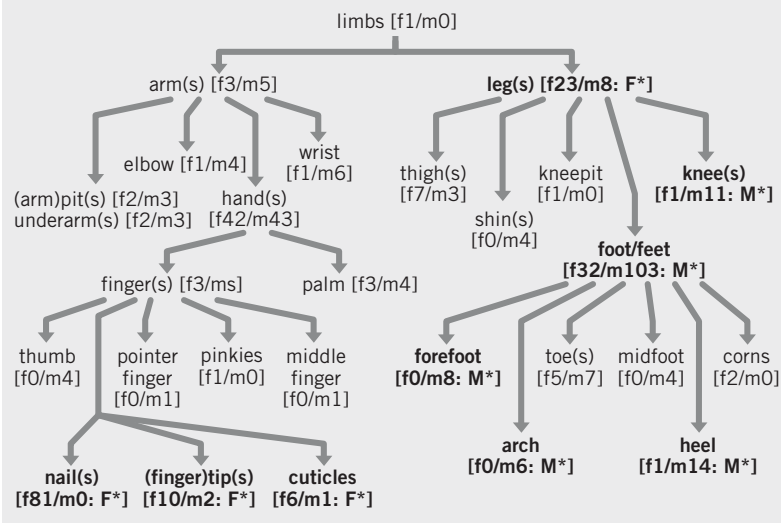 limbs [f1/m0]
arm(s) [f3/m5]
leg(s) [f23/m8: F*]
elbow [f1/m4]
wrist
[f1/m6]
(arm)pit(s) [f2/m3]
underarm(s) [f2/m3]
hand(s)
[f42/m43]
thigh(s)
[f7/m3]
shin(s)
[f0/m4]
kneepit
[f1/m0]
knee(s)
[f1/m11: M*]
finger(s) [f3/ms]
palm [f3/m4]
foot/feet
[f32/m103: M*]
thumb
[f0/m4]
pointer
finger
[f0/m1]
pinkies
[f1/m0]
middle
finger
[f0/m1]
forefoot
[f0/m8: M*]
toe(s)
[f5/m7]
midfoot
[f0/m4]
corns
[f2/m0]
nail(s)
[f81/m0: F*]
(finger)tip(s)
[f10/m2: F*]
cuticles
[f6/m1: F*]
arch
[f0/m6: M*]
heel
[f1/m14: M*]